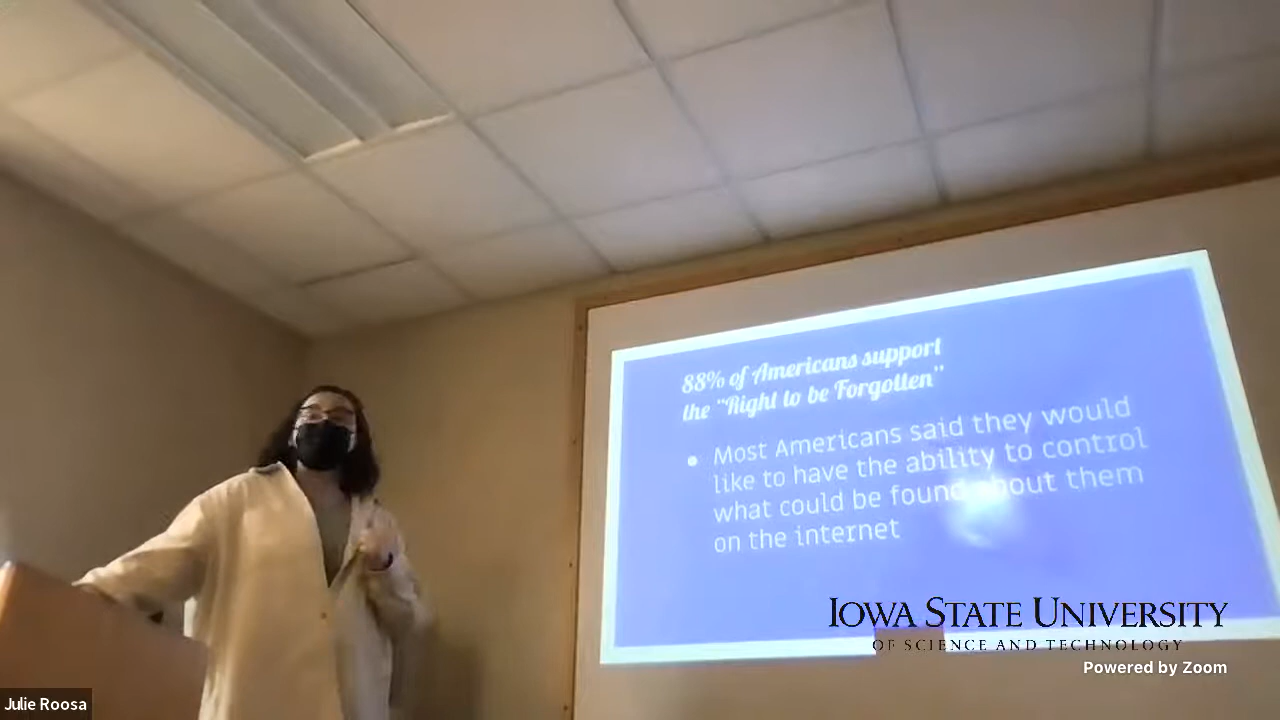 88% of Americans support
the "Right to be Forgotten"
• Most Americans said they would
like to have the ability to control
what could be found about them
on the internet
IOWA STATE UNIVERSITY
OF SCIENCE AND TECHNOLOGY
Powered by Zoom
Julie Roosa